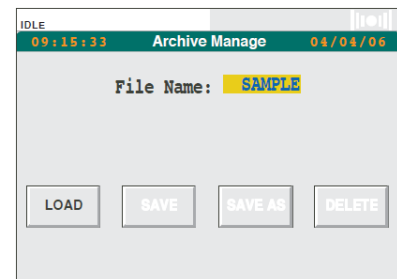 IDLE
09:15:33 Archive Manage 04/04/06
File Name: SAMPLE
LOAD SAVE SAVE AS DELETE